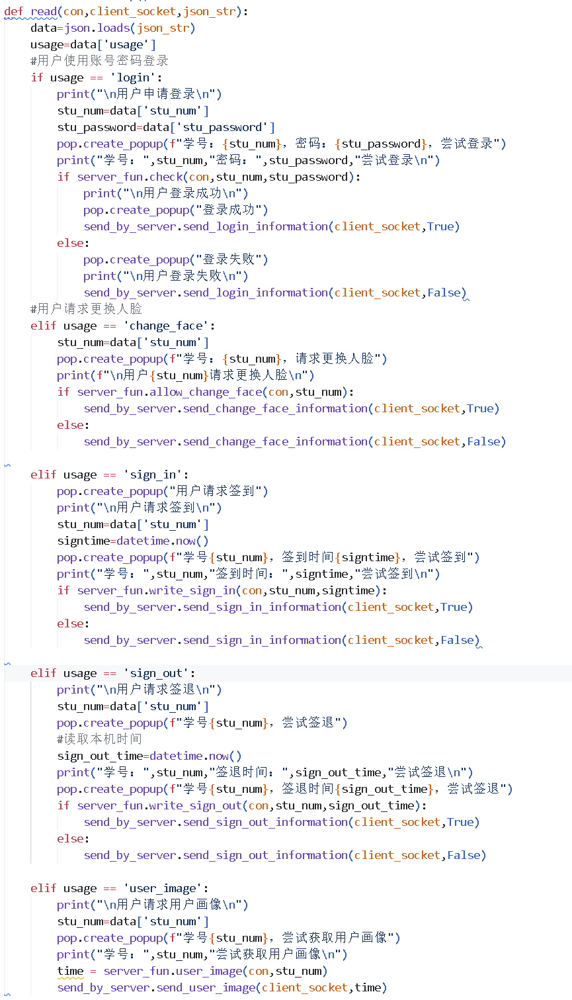 def read(con,client_socket,json_str):
    data=json.loads(json_str)
    usage=data['usage']
    #用户使用账号密码登录
    if usage == 'login':
        print("\n用户申请登录\n")
        stu_num=data['stu_num']
        stu_password=data['stu_password']
        pop.create_popup(f"学号：{stu_num}，密码：{stu_password}，尝试登录")
        print("学号：",stu_num,"密码：",stu_password,"尝试登录\n")
        if server_fun.check(con,stu_num,stu_password):
            print("\n用户登录成功\n")
            pop.create_popup("登录成功")
            send_by_server.send_login_information(client_socket,True)
        else:
            pop.create_popup("登录失败")
            print("\n用户登录失败\n")
            send_by_server.send_login_information(client_socket,False)
    #用户请求更换人脸
    elif usage == 'change_face':
        stu_num=data['stu_num']
        pop.create_popup(f"学号：{stu_num}，请求更换人脸")
        print(f"\n用户{stu_num}请求更换人脸\n")
        if server_fun.allow_change_face(con,stu_num):
            send_by_server.send_change_face_information(client_socket,True)
        else:
            send_by_server.send_change_face_information(client_socket,False)
    elif usage == 'sign_in':
        pop.create_popup("用户请求签到")
        print("\n用户请求签到\n")
        stu_num=data['stu_num']
        signtime=datetime.now()
        pop.create_popup(f"学号{stu_num}，签到时间{signtime}，尝试签到")
        print("学号：",stu_num,"签到时间：",signtime,"尝试签到\n")
        if server_fun.write_sign_in(con,stu_num,signtime):
            send_by_server.send_sign_in_information(client_socket,True)
        else:
            send_by_server.send_sign_in_information(client_socket,False)
    elif usage == 'sign_out':
        print("\n用户请求签退\n")
        stu_num=data['stu_num']
        pop.create_popup(f"学号{stu_num}，尝试签退")
        #读取本机时间
        sign_out_time=datetime.now()
        print("学号：",stu_num,"签退时间：",sign_out_time,"尝试签退\n")
        pop.create_popup(f"学号{stu_num}，签退时间{sign_out_time}，尝试签退")
        if server_fun.write_sign_out(con,stu_num,sign_out_time):
            send_by_server.send_sign_out_information(client_socket,True)
        else:
            send_by_server.send_sign_out_information(client_socket,False)
    elif usage == 'user_image':
        print("\n用户请求用户画像\n")
        stu_num=data['stu_num']
        pop.create_popup(f"学号{stu_num}，尝试获取用户画像")
        print("学号：",stu_num,"尝试获取用户画像\n")
        time = server_fun.user_image(con,stu_num)
        send_by_server.send_user_image(client_socket,time)